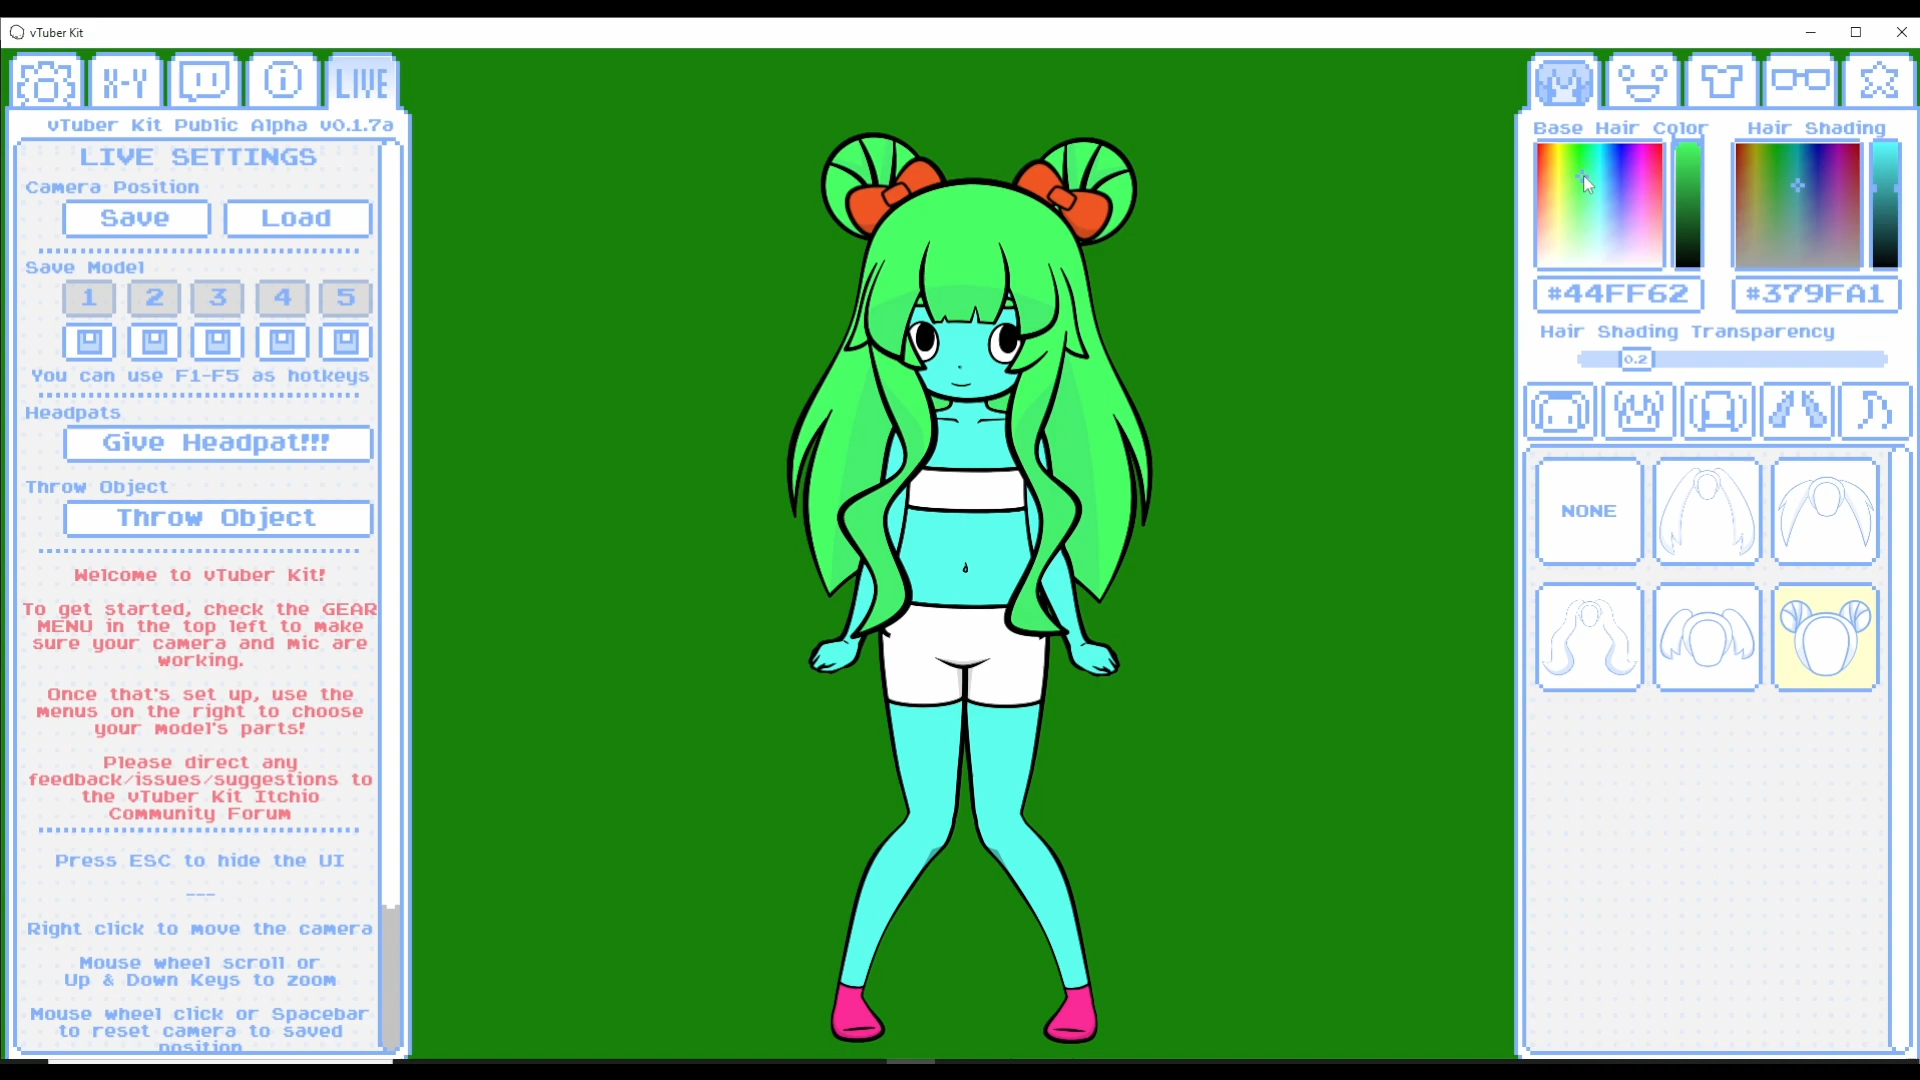 vTuber Kit
X-Y
LIVE
vTuber Kit Public Alpha v0.1.7a
LIVE SETTINGS
Camera Position
Save
Load
Save Model
1
2
3
4
5
You can use F1-F5 as hotkeys
Headpats
Give Headpat!!!
Throw Object
Throw Object
Welcome to vTuber Kit!
To get started, check the GEAR
MENU in the top left to make
sure your camera and mic are
working.
Once that's set up, use the
menus on the right to choose
your model's parts!
Please direct any
feedback/issues/suggestions to
the vTuber Kit Itchio
Community Forum
Press ESC to hide the UI
---
Right click to move the camera
Mouse wheel scroll or
Up & Down Keys to zoom
Mouse wheel click or Spacebar
to reset camera to saved
position
Base Hair Color
Hair Shading
#44FF62
#379FA1
Hair Shading Transparency
0.2
NONE